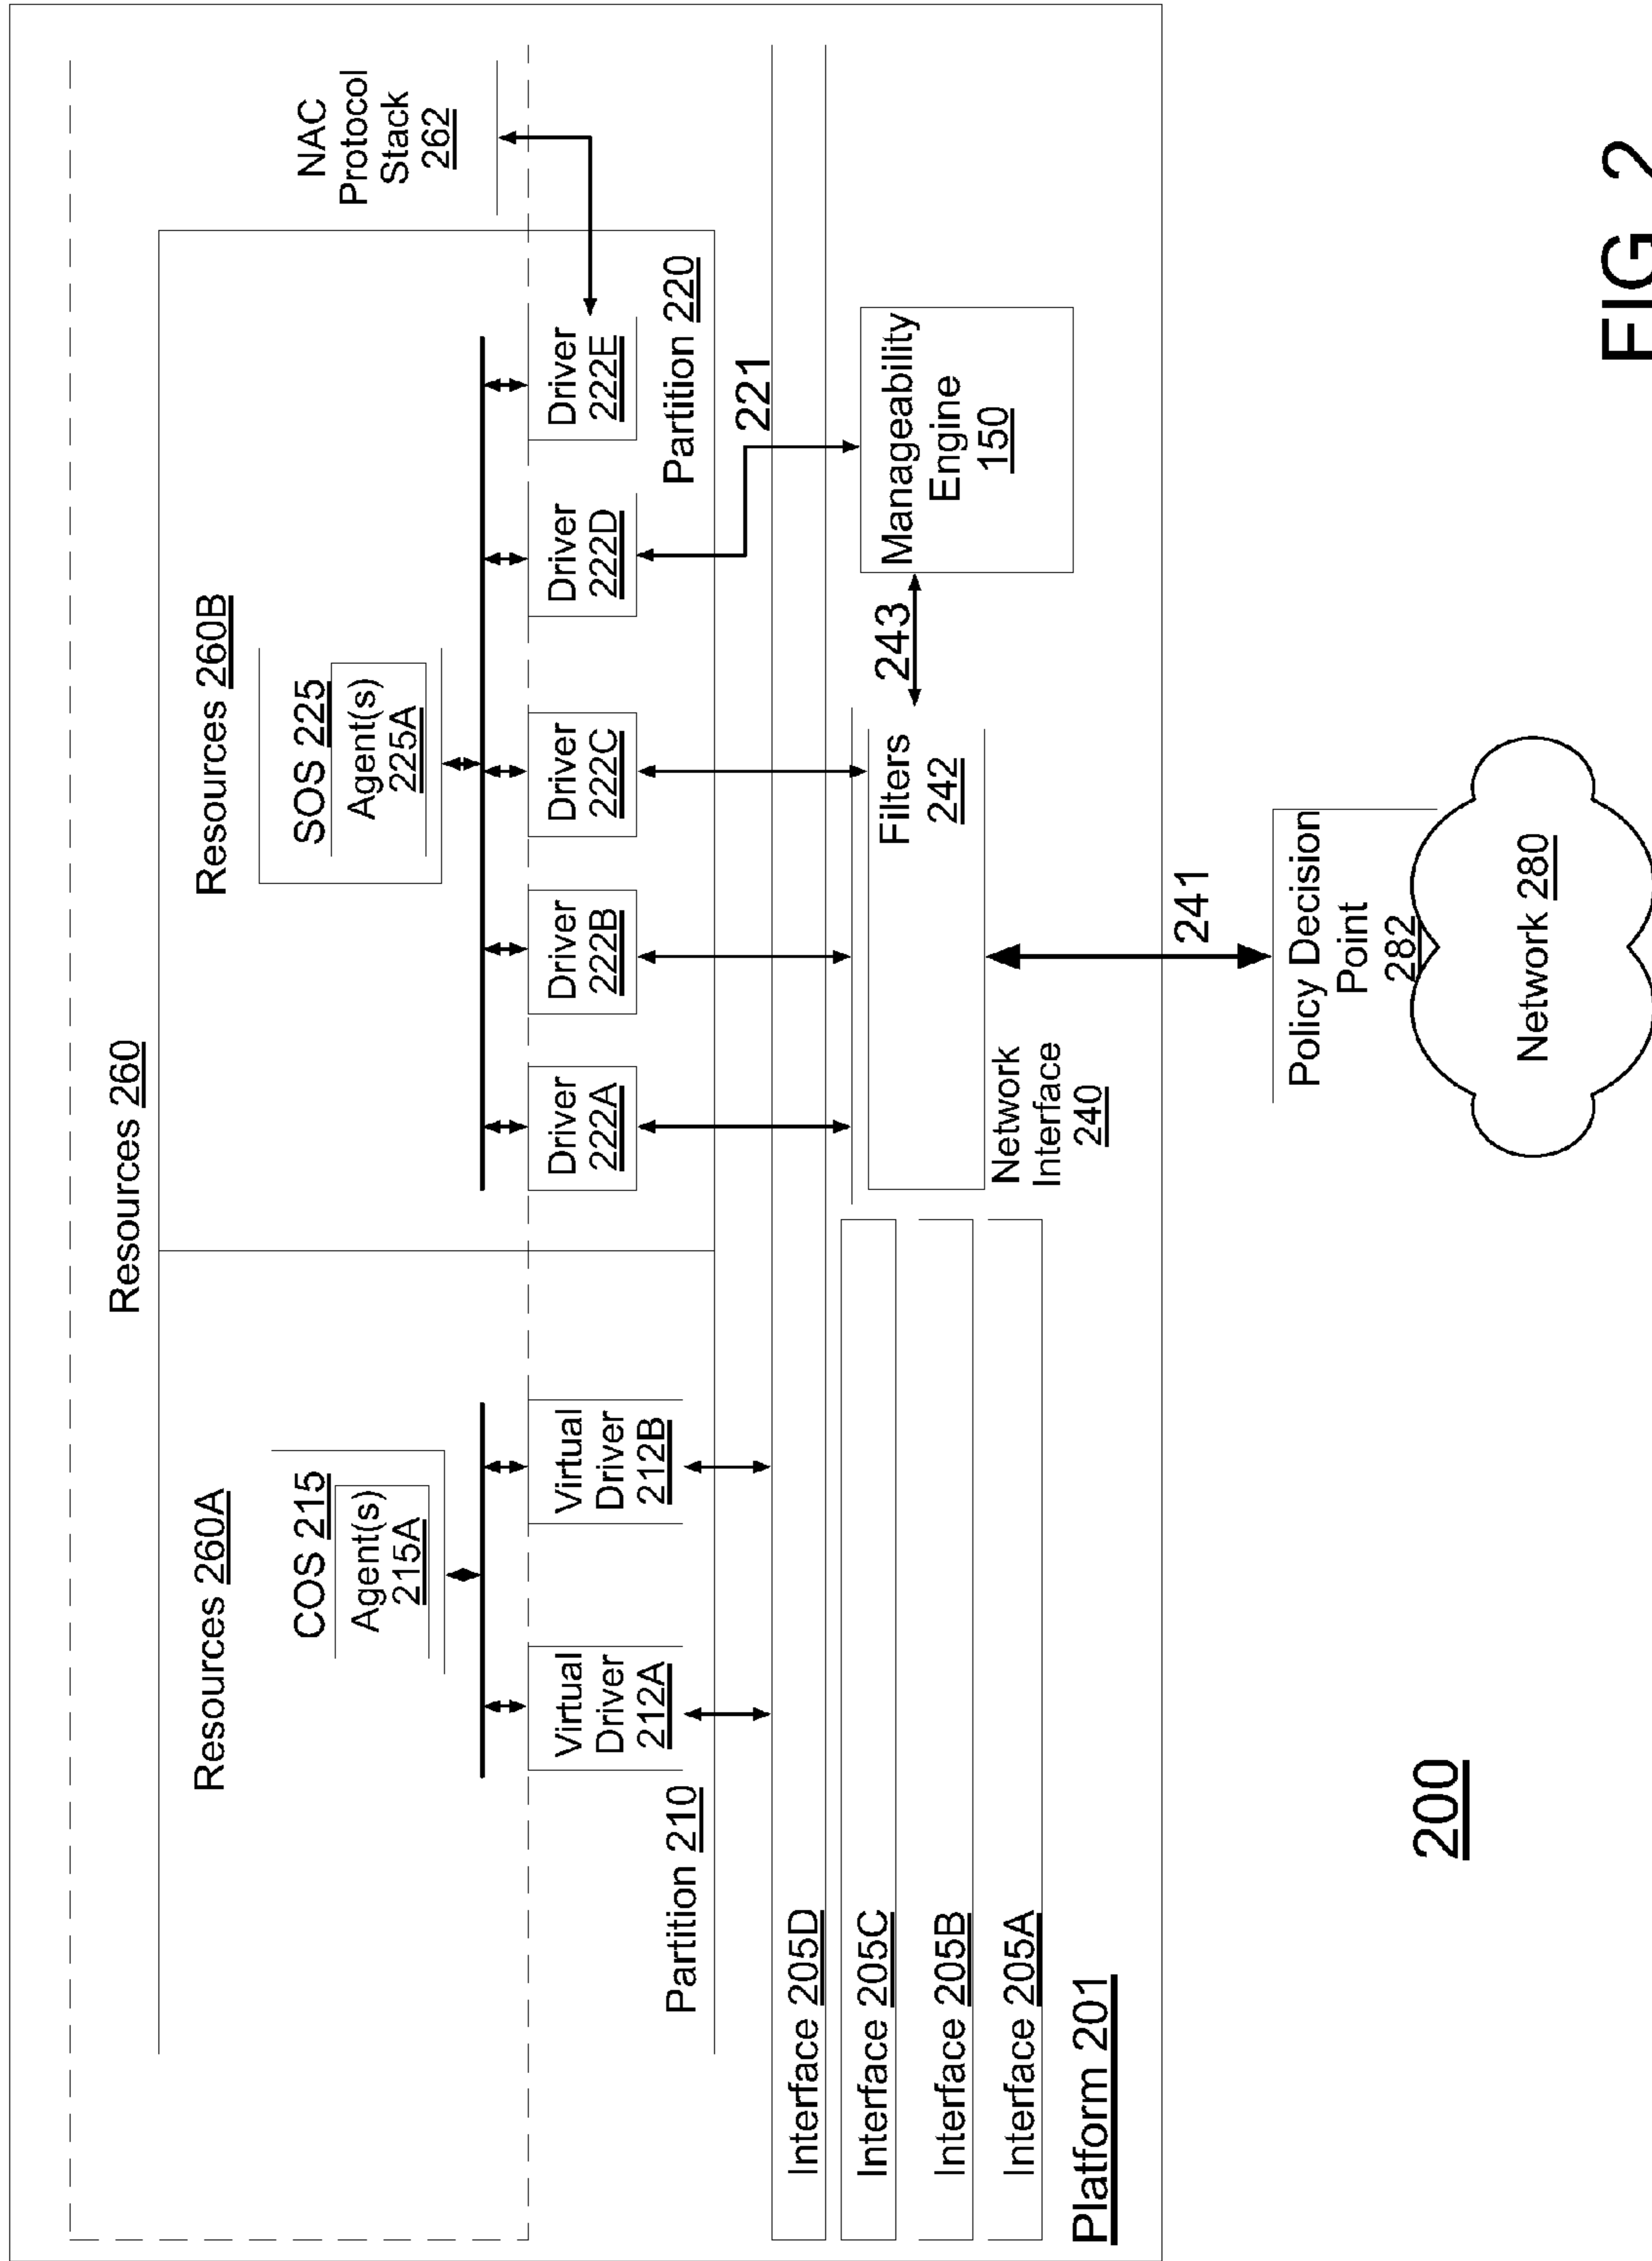 Resources 260
Resources 260A
Resources 260B
COS 215
Agent(s)
215A
SOS 225
Agent(s)
225A
NAC
Protocol
Stack
262
Virtual
Driver
212A
Virtual
Driver
212B
Driver
222A
Driver
222B
Driver
222C
Driver
222D
Driver
222E
Partition 210
Partition 220
221
Interface 205D
Interface 205C
Interface 205B
Interface 205A
Filters
242
243
Manageability
Engine
150
Network
Interface
240
Platform 201
241
Policy Decision
Point
282
Network 280
200
FIG. 2